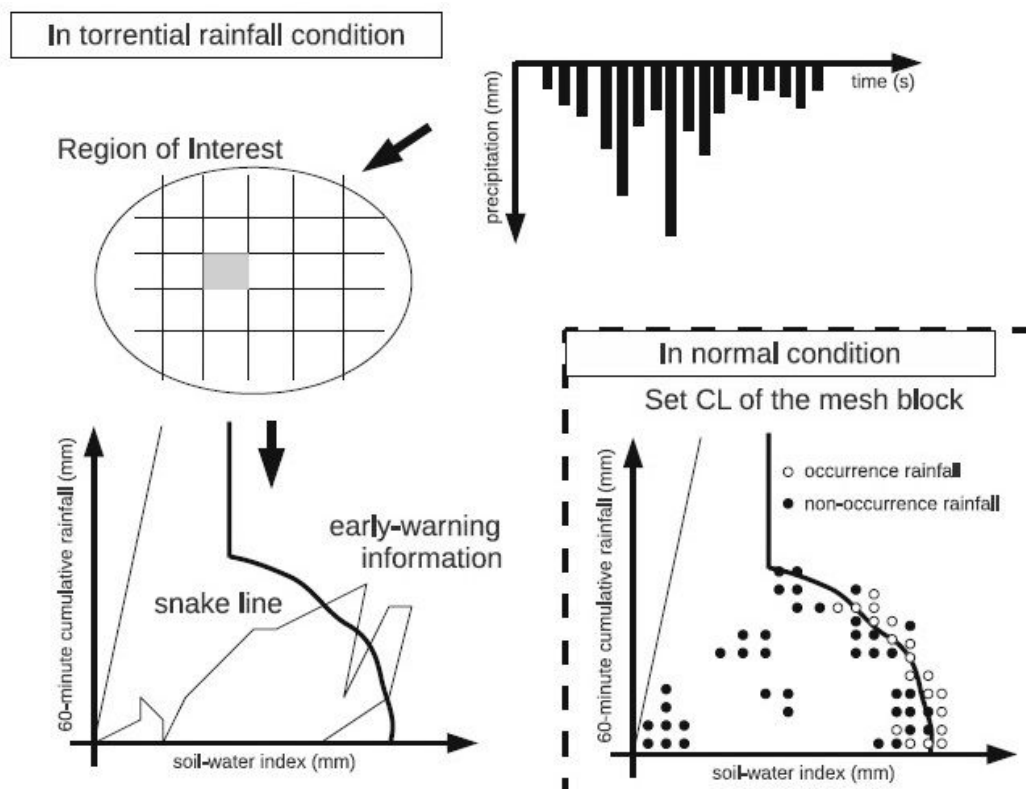 In torrential rainfall condition
time (s)
precipitation (mm)
Region of Interest
60-minute cumulative rainfall (mm)
early-warning
information
snake line
soil-water index (mm)
In normal condition
Set CL of the mesh block
60-minute cumulative rainfall (mm)
occurrence rainfall
non-occurrence rainfall
soil-water index (mm)